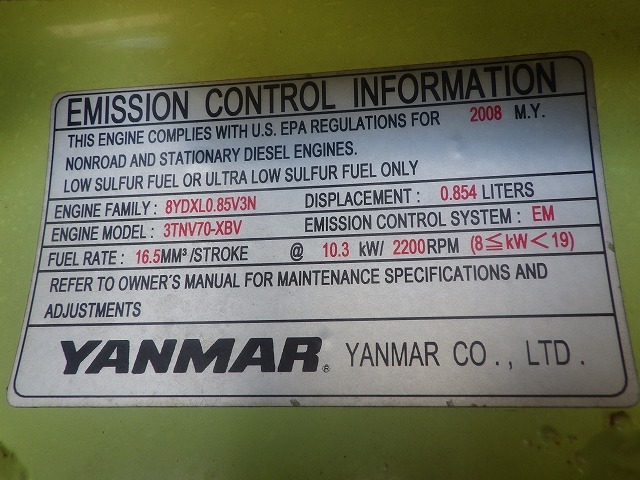 EMISSION CONTROL INFORMATION
THIS ENGINE COMPLIES WITH U.S. EPA REGULATIONS FOR 2008 M.Y.
NONROAD AND STATIONARY DIESEL ENGINES.
LOW SULFUR FUEL OR ULTRA LOW SULFUR FUEL ONLY
ENGINE FAMILY : 8YDXL0.85V3N DISPLACEMENT : 0.854 LITERS
ENGINE MODEL : 3TNV70-XBV EMISSION CONTROL SYSTEM : EM
FUEL RATE : 16.5MM³/STROKE @ 10.3 kW/ 2200RPM (8≦kW<19)
REFER TO OWNER'S MANUAL FOR MAINTENANCE SPECIFICATIONS AND
ADJUSTMENTS
YANMAR® YANMAR CO., LTD.